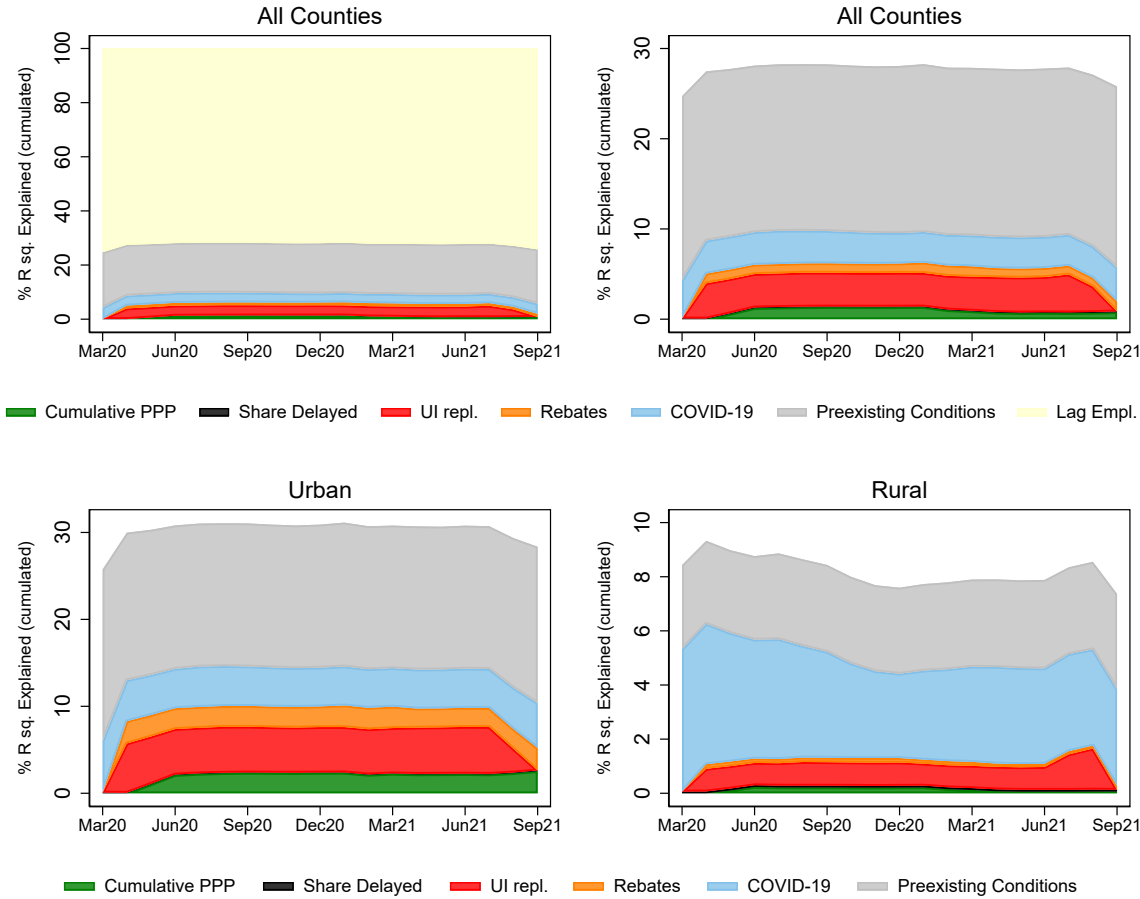 All Counties
% R sq. Explained (cumulated)
100
80
60
40
20
0
Mar20 Jun20 Sep20 Dec20 Mar21 Jun21 Sep21
All Counties
% R sq. Explained (cumulated)
30
20
10
0
Mar20 Jun20 Sep20 Dec20 Mar21 Jun21 Sep21
Cumulative PPP Share Delayed UI repl. Rebates COVID-19 Preexisting Conditions Lag Empl.
Urban
% R sq. Explained (cumulated)
30
20
10
0
Mar20 Jun20 Sep20 Dec20 Mar21 Jun21 Sep21
Rural
% R sq. Explained (cumulated)
10
8
6
4
2
0
Mar20 Jun20 Sep20 Dec20 Mar21 Jun21 Sep21
Cumulative PPP Share Delayed UI repl. Rebates COVID-19 Preexisting Conditions